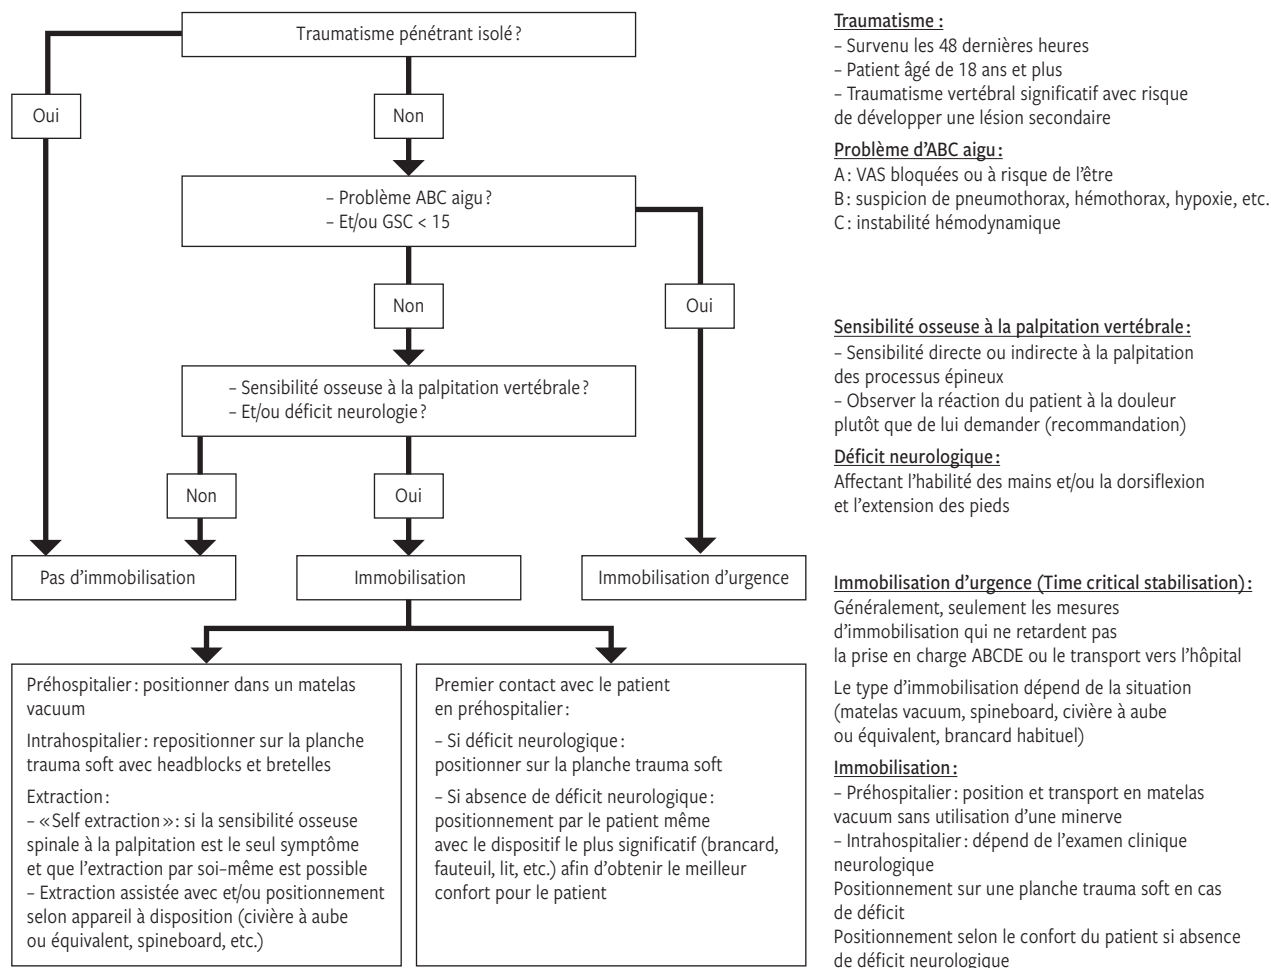 Traumatisme pénétrant isolé ?
Oui
Non
– Problème ABC aigu ?
– Et/ou GSC < 15
Non
Oui
– Sensibilité osseuse à la palpitation vertébrale ?
– Et/ou déficit neurologie ?
Non
Oui
Pas d’immobilisation
Immobilisation
Immobilisation d’urgence
Préhospitalier : positionner dans un matelas
vacuum
Intrahospitalier : repositionner sur la planche
trauma soft avec headblocks et bretelles
Extraction :
– « Self extraction » : si la sensibilité osseuse
spinale à la palpitation est le seul symptôme
et que l’extraction par soi-même est possible
– Extraction assistée avec et/ou positionnement
selon appareil à disposition (civière à aube
ou équivalent, spineboard, etc.)
Premier contact avec le patient
en préhospitalier :
– Si déficit neurologique :
positionner sur la planche trauma soft
– Si absence de déficit neurologique :
positionnement par le patient même
avec le dispositif le plus significatif (brancard,
fauteuil, lit, etc.) afin d’obtenir le meilleur
confort pour le patient
Traumatisme :
– Survenu les 48 dernières heures
– Patient âgé de 18 ans et plus
– Traumatisme vertébral significatif avec risque
de développer une lésion secondaire
Problème d’ABC aigu :
A : VAS bloquées ou à risque de l’être
B : suspicion de pneumothorax, hémothorax, hypoxie, etc.
C : instabilité hémodynamique
Sensibilité osseuse à la palpitation vertébrale :
– Sensibilité directe ou indirecte à la palpitation
des processus épineux
– Observer la réaction du patient à la douleur
plutôt que de lui demander (recommandation)
Déficit neurologique :
Affectant l’habilité des mains et/ou la dorsiflexion
et l’extension des pieds
Immobilisation d’urgence (Time critical stabilisation) :
Généralement, seulement les mesures
d’immobilisation qui ne retardent pas
la prise en charge ABCDE ou le transport vers l’hôpital
Le type d’immobilisation dépend de la situation
(matelas vacuum, spineboard, civière à aube
ou équivalent, brancard habituel)
Immobilisation :
– Préhospitalier : position et transport en matelas
vacuum sans utilisation d’une minerve
– Intrahospitalier : dépend de l’examen clinique
neurologique
Positionnement sur une planche trauma soft en cas
de déficit
Positionnement selon le confort du patient si absence
de déficit neurologique